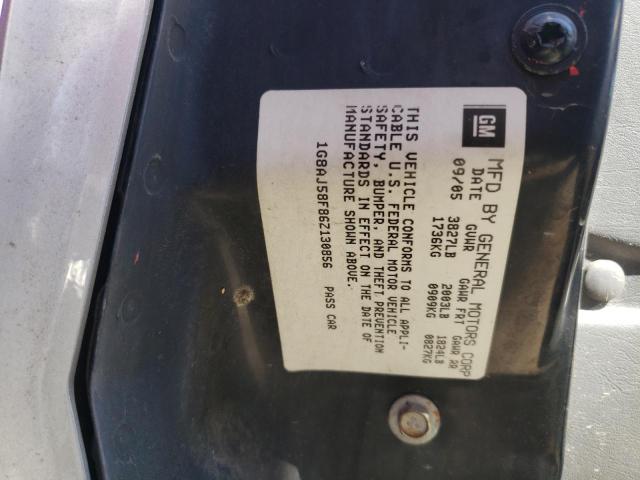 GM MFD BY GENERAL MOTORS CORP
DATE GVWR GAWR FRT GAWR RR
09/05 3827LB 2003LB 1824LB
1736KG 0909KG 0827KG
THIS VEHICLE CONFORMS TO ALL APPLI-
CABLE U.S. FEDERAL MOTOR VEHICLE
SAFETY, BUMPER, AND THEFT PREVENTION
STANDARDS IN EFFECT ON THE DATE OF
MANUFACTURE SHOWN ABOVE.
1G8AJ58F86Z130856 PASS CAR